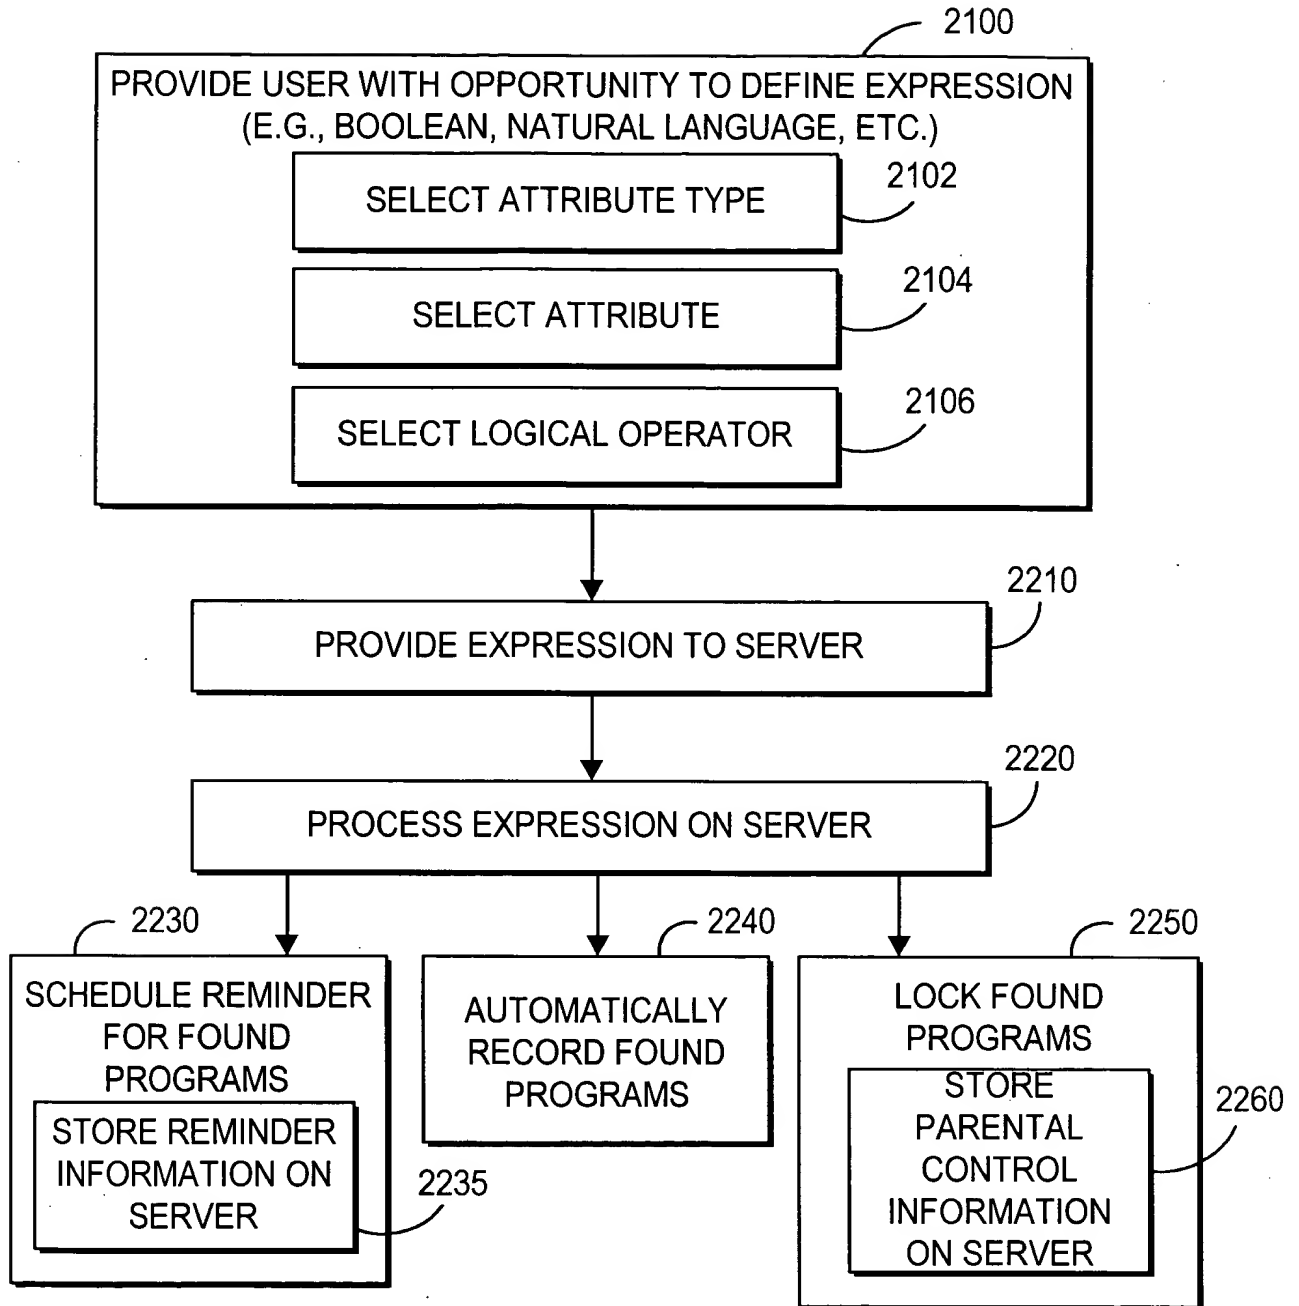 2100
PROVIDE USER WITH OPPORTUNITY TO DEFINE EXPRESSION
(E.G., BOOLEAN, NATURAL LANGUAGE, ETC.)
SELECT ATTRIBUTE TYPE
2102
SELECT ATTRIBUTE
2104
SELECT LOGICAL OPERATOR
2106
PROVIDE EXPRESSION TO SERVER
2210
PROCESS EXPRESSION ON SERVER
2220
2230
SCHEDULE REMINDER
FOR FOUND
PROGRAMS
STORE REMINDER
INFORMATION ON
SERVER
2235
2240
AUTOMATICALLY
RECORD FOUND
PROGRAMS
2250
LOCK FOUND
PROGRAMS
STORE
PARENTAL
CONTROL
INFORMATION
ON SERVER
2260